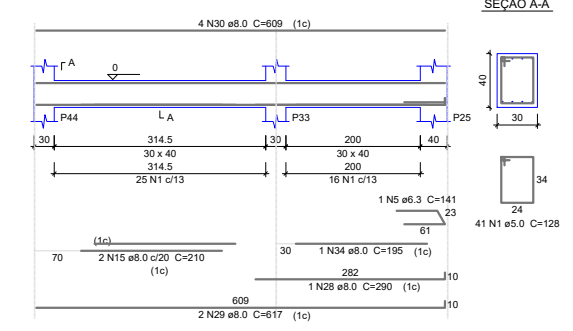 SEÇÃO A-A
4 N30 ø8.0 C=609 (1c)
A
0
40
30
P44
A
P33
P25
30
314.5
30
200
40
30 x 40
30 x 40
314.5
200
25 N1 c/13
16 N1 c/13
34
24
41 N1 ø5.0 C=128
1 N5 ø6.3 C=141
23
61
(1c)
70
2 N15 ø8.0 c/20 C=210
(1c)
30
1 N34 ø8.0 C=195 (1c)
282
10
1 N28 ø8.0 C=290 (1c)
609
10
2 N29 ø8.0 C=617 (1c)